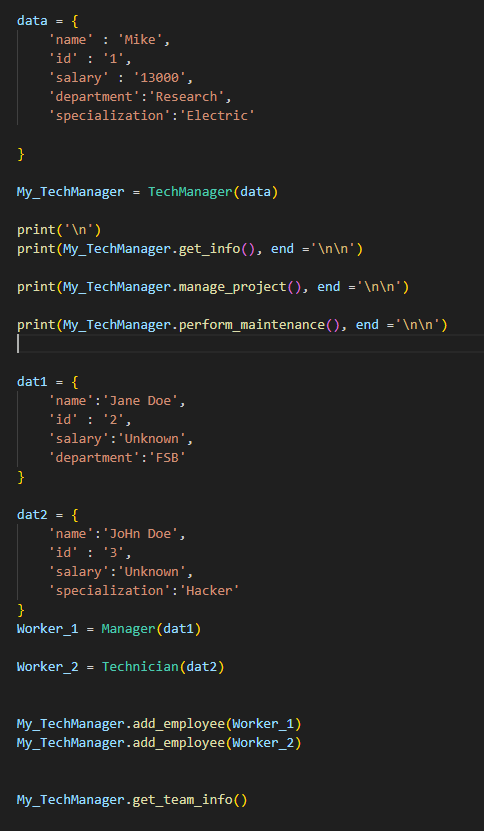 data = {
    'name' : 'Mike',
    'id' : '1',
    'salary' : '13000',
    'department':'Research',
    'specialization':'Electric'
}
My_TechManager = TechManager(data)
print('\n')
print(My_TechManager.get_info(), end ='\n\n')
print(My_TechManager.manage_project(), end ='\n\n')
print(My_TechManager.perform_maintenance(), end ='\n\n')
dat1 = {
    'name':'Jane Doe',
    'id' : '2',
    'salary':'Unknown',
    'department':'FSB'
}
dat2 = {
    'name':'JoHn Doe',
    'id' : '3',
    'salary':'Unknown',
    'specialization':'Hacker'
}
Worker_1 = Manager(dat1)
Worker_2 = Technician(dat2)
My_TechManager.add_employee(Worker_1)
My_TechManager.add_employee(Worker_2)
My_TechManager.get_team_info()